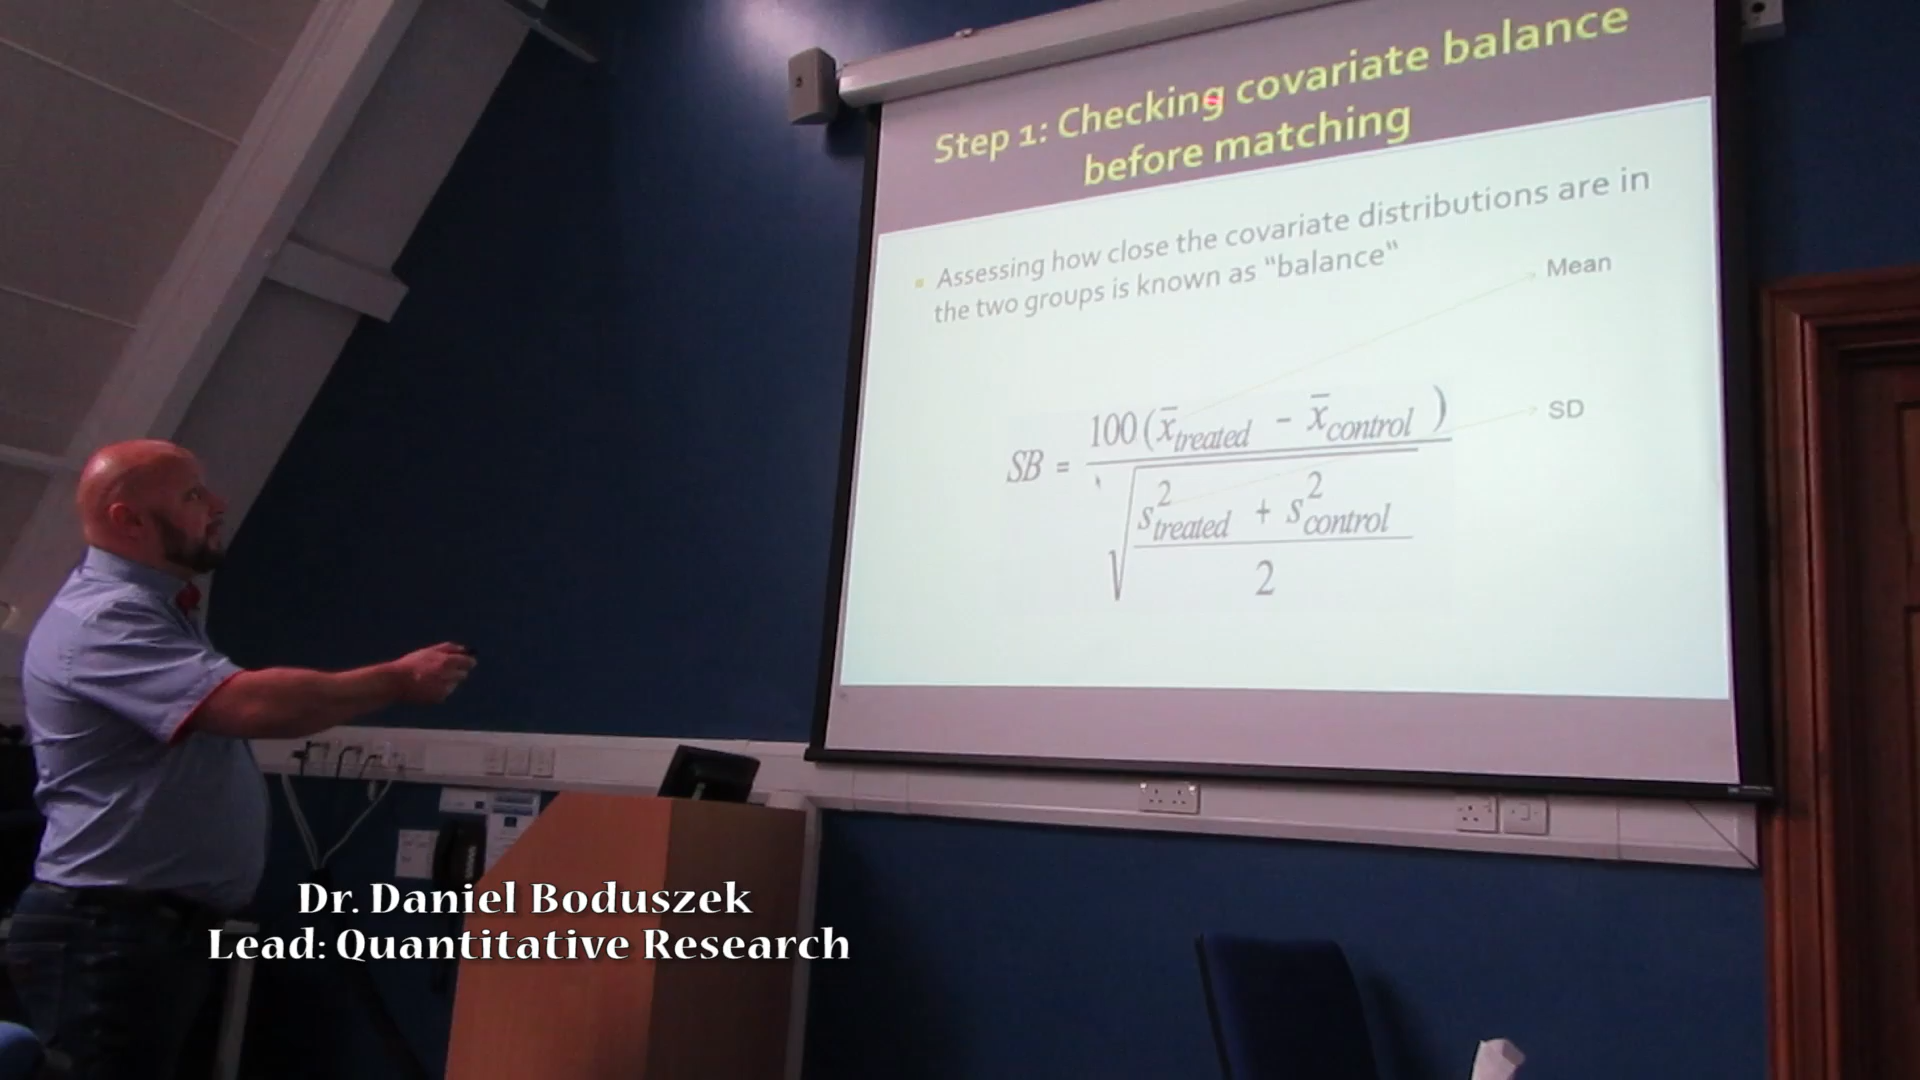 Step 1: Checking covariate balance
before matching
Assessing how close the covariate distributions are in
the two groups is known as "balance"
Mean
SD
SB = 100(x̄treated − x̄control) / √((s²treated + s²control) / 2)
Dr. Daniel Boduszek
Lead: Quantitative Research